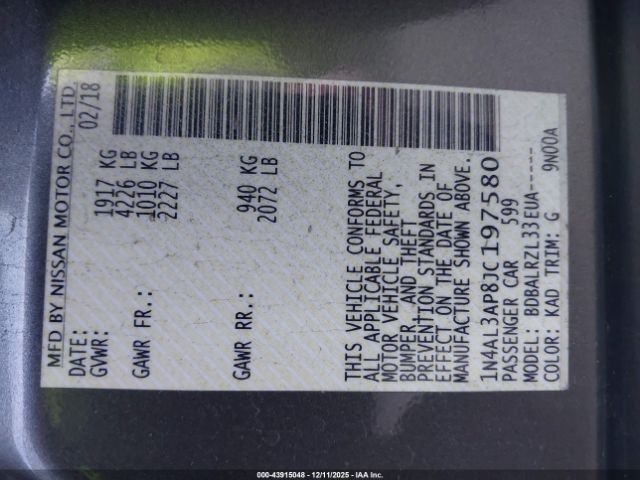 MFD BY NISSAN MOTOR CO., LTD.
DATE: 02/18
GVWR: 1917 KG
4226 LB
GAWR FR.: 1010 KG
2227 LB
GAWR RR.: 940 KG
2072 LB
THIS VEHICLE CONFORMS TO
ALL APPLICABLE FEDERAL
MOTOR VEHICLE SAFETY,
BUMPER, AND THEFT
PREVENTION STANDARDS IN
EFFECT ON THE DATE OF
MANUFACTURE SHOWN ABOVE.
1N4AL3AP8JC197580
PASSENGER CAR 599
MODEL: BDBALRZL33EUA-----
COLOR: KAD TRIM: G 9N00A
000-43915048 - 12/11/2025 - IAA Inc.